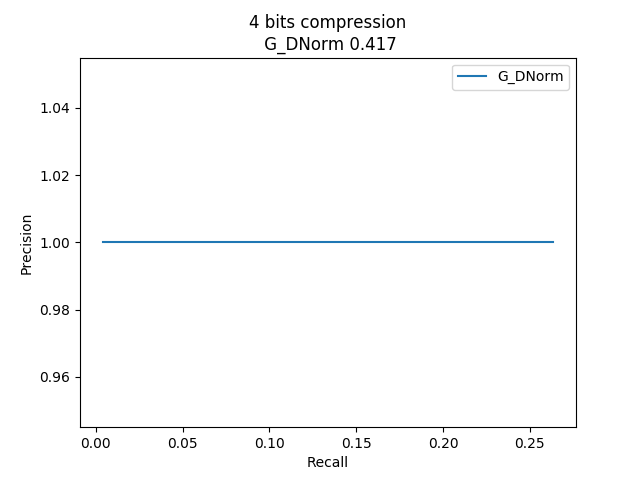 4 bits compression
G_DNorm 0.417
G_DNorm
1.04
1.02
1.00
0.98
0.96
Precision
0.00 0.05 0.10 0.15 0.20 0.25
Recall